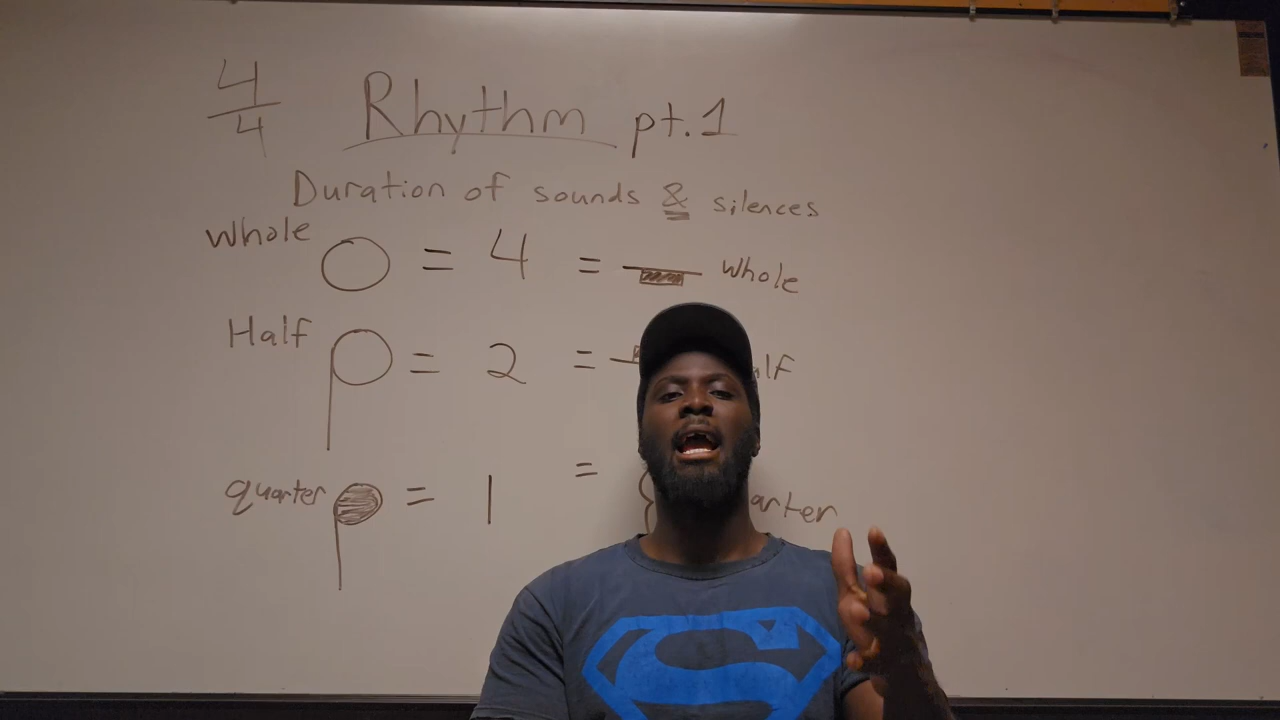 4/4 Rhythm pt.1
Duration of sounds & silences
Whole = 4 = Whole
Half = 2 =
quarter = 1 =